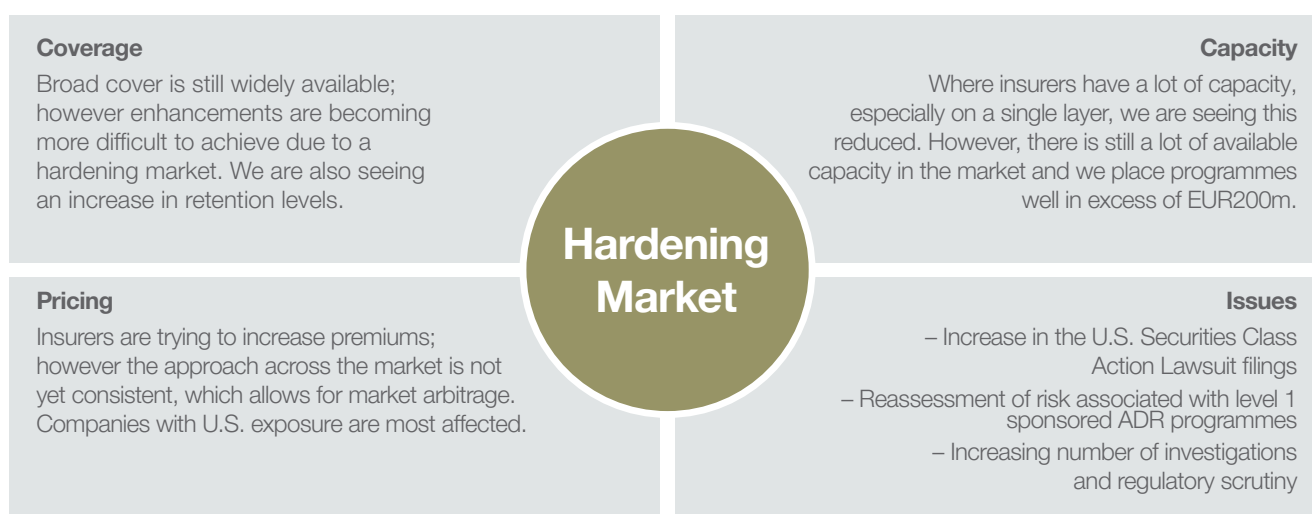 Coverage
Broad cover is still widely available;
however enhancements are becoming
more difficult to achieve due to a
hardening market. We are also seeing
an increase in retention levels.
Capacity
Where insurers have a lot of capacity,
especially on a single layer, we are seeing this
reduced. However, there is still a lot of available
capacity in the market and we place programmes
well in excess of EUR200m.
Hardening
Market
Pricing
Insurers are trying to increase premiums;
however the approach across the market is not
yet consistent, which allows for market arbitrage.
Companies with U.S. exposure are most affected.
Issues
– Increase in the U.S. Securities Class
Action Lawsuit filings
– Reassessment of risk associated with level 1
sponsored ADR programmes
– Increasing number of investigations
and regulatory scrutiny